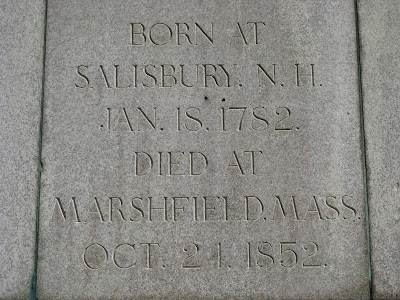 BORN AT
SALISBURY. N. H.
JAN. 18. 1782.
DIED AT
MARSHFIELD. MASS.
OCT. 24. 1852.